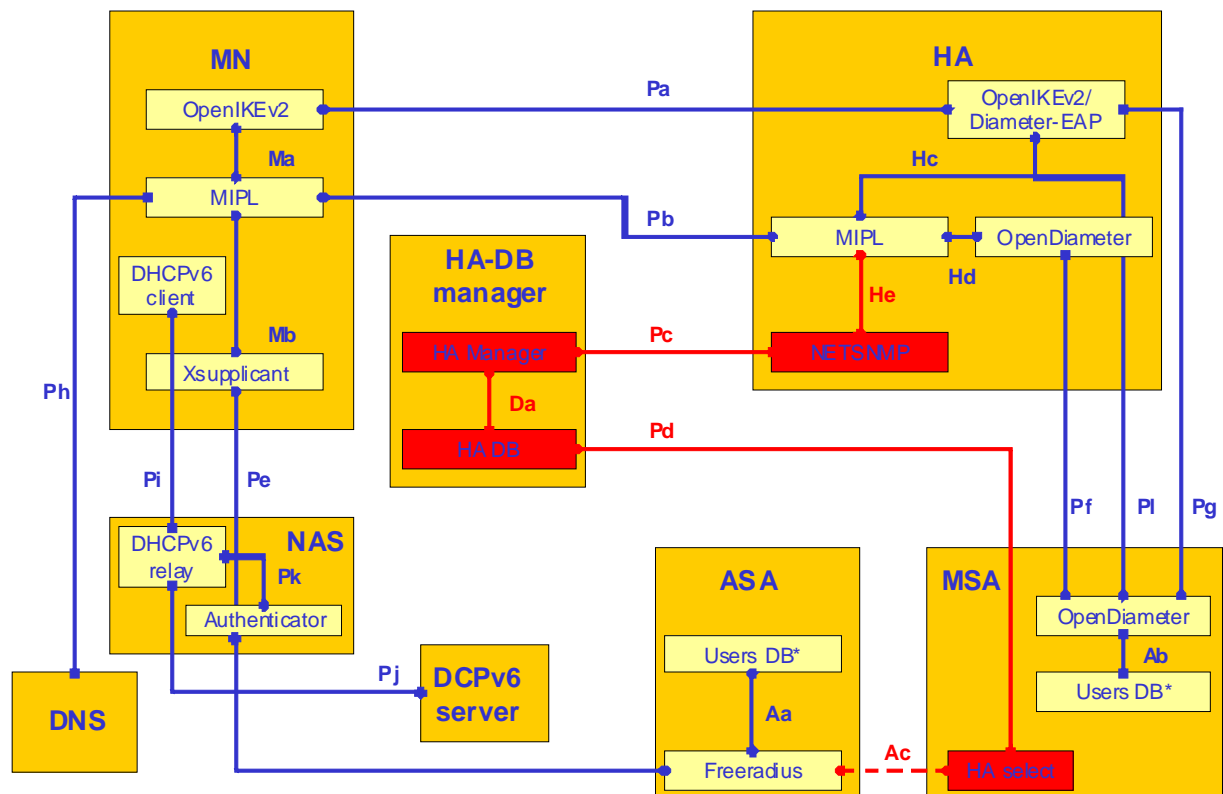 MN
OpenIKEv2
Ma
MIPL
DHCPv6
client
Mb
Xsupplicant
Ph
Pi
Pe
Pa
Pb
HA
OpenIKEv2/
Diameter-EAP
Hc
MIPL
OpenDiameter
Hd
He
NETSNMP
HA-DB
manager
HA Manager
Pc
Da
HA DB
Pd
Pf
Pl
Pg
NAS
DHCPv6
relay
Pk
Authenticator
Pj
DCPv6
server
DNS
ASA
Users DB*
Aa
Freeradius
Ac
MSA
OpenDiameter
Ab
Users DB*
HA select